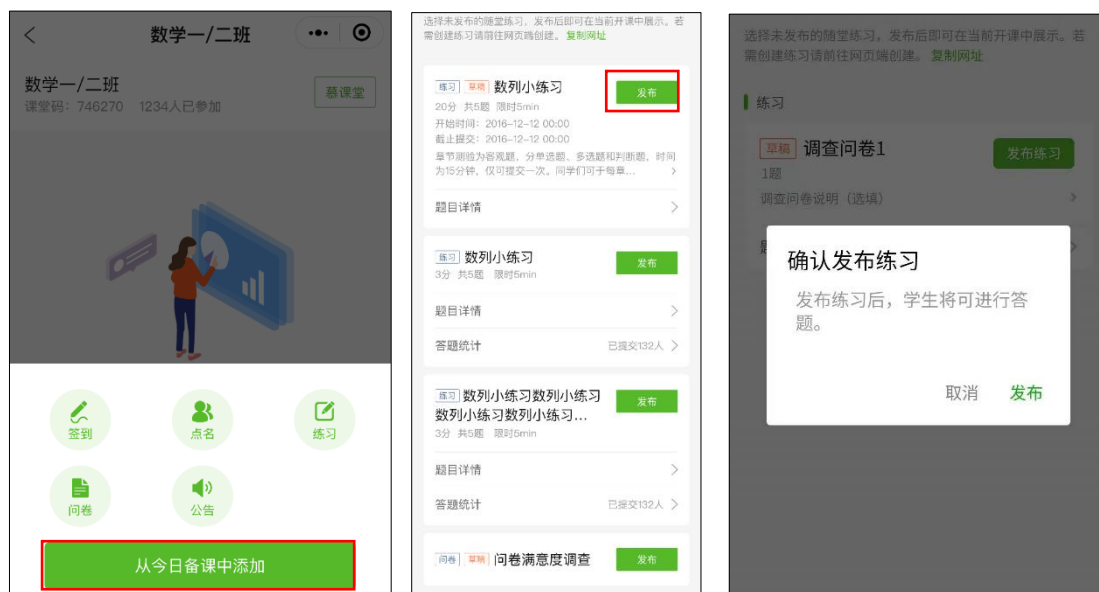 数学一/二班
数学一/二班
课堂码：746270 1234人已参加
慕课堂
签到
点名
练习
问卷
公告
从今日备课中添加
选择未发布的随堂练习，发布后即可在当前开课中展示。若
需创建练习请前往网页端创建。 复制网址
练习 草稿 数列小练习
发布
20分 共5题 限时5min
开始时间：2016-12-12 00:00
截止提交：2016-12-12 00:00
章节测验为客观题，分单选题、多选题和判断题，时间
为15分钟，仅可提交一次。同学们可于每章...
题目详情
练习 数列小练习
发布
3分 共5题 限时5min
题目详情
答题统计 已提交132人
练习 数列小练习数列小练习
数列小练习数列小练习...
发布
3分 共5题 限时5min
题目详情
答题统计 已提交132人
问卷 草稿 问卷满意度调查
发布
选择未发布的随堂练习，发布后即可在当前开课中展示。若
需创建练习请前往网页端创建。 复制网址
练习
草稿 调查问卷1
发布练习
1题
调查问卷说明（选填）
确认发布练习
发布练习后，学生将可进行答
题。
取消 发布